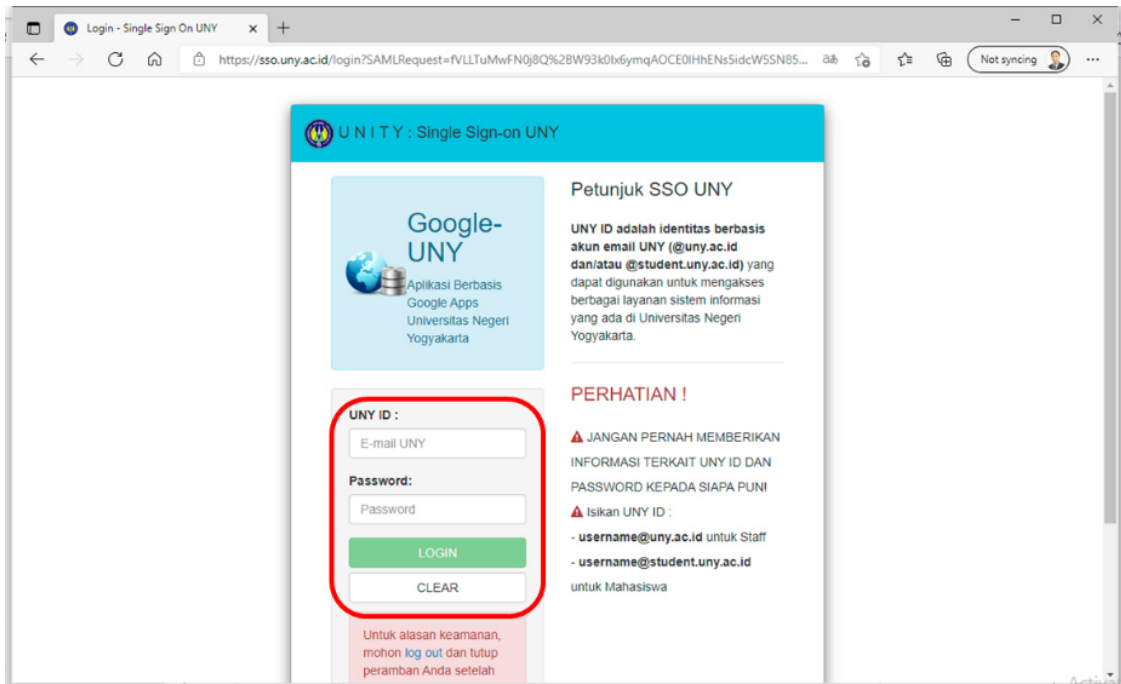 Login - Single Sign On UNY
https://sso.uny.ac.id/login?SAMLRequest=fVLLTuMwFN0j8Q%2BW93k0Ix6ymqAOCE0IHhENs5idcW5SN85...
Not syncing
U N I T Y : Single Sign-on UNY
Google-
UNY
Aplikasi Berbasis
Google Apps
Universitas Negeri
Yogyakarta
UNY ID :
E-mail UNY
Password:
Password
LOGIN
CLEAR
Untuk alasan keamanan,
mohon log out dan tutup
peramban Anda setelah
Petunjuk SSO UNY
UNY ID adalah identitas berbasis
akun email UNY (@uny.ac.id
dan/atau @student.uny.ac.id) yang
dapat digunakan untuk mengakses
berbagai layanan sistem informasi
yang ada di Universitas Negeri
Yogyakarta.
PERHATIAN !
JANGAN PERNAH MEMBERIKAN
INFORMASI TERKAIT UNY ID DAN
PASSWORD KEPADA SIAPA PUN!
Isikan UNY ID :
- username@uny.ac.id untuk Staff
- username@student.uny.ac.id
untuk Mahasiswa